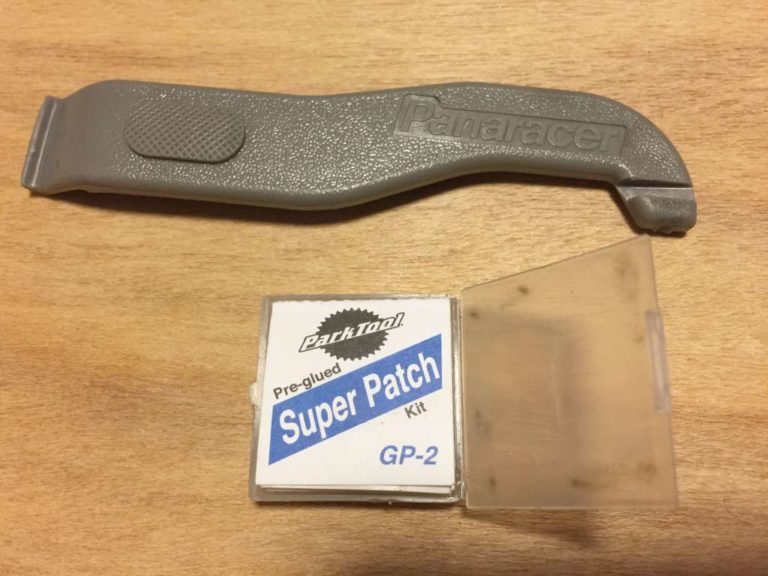 Panaracer
ParkTool
Pre-glued
Super Patch
Kit
GP-2